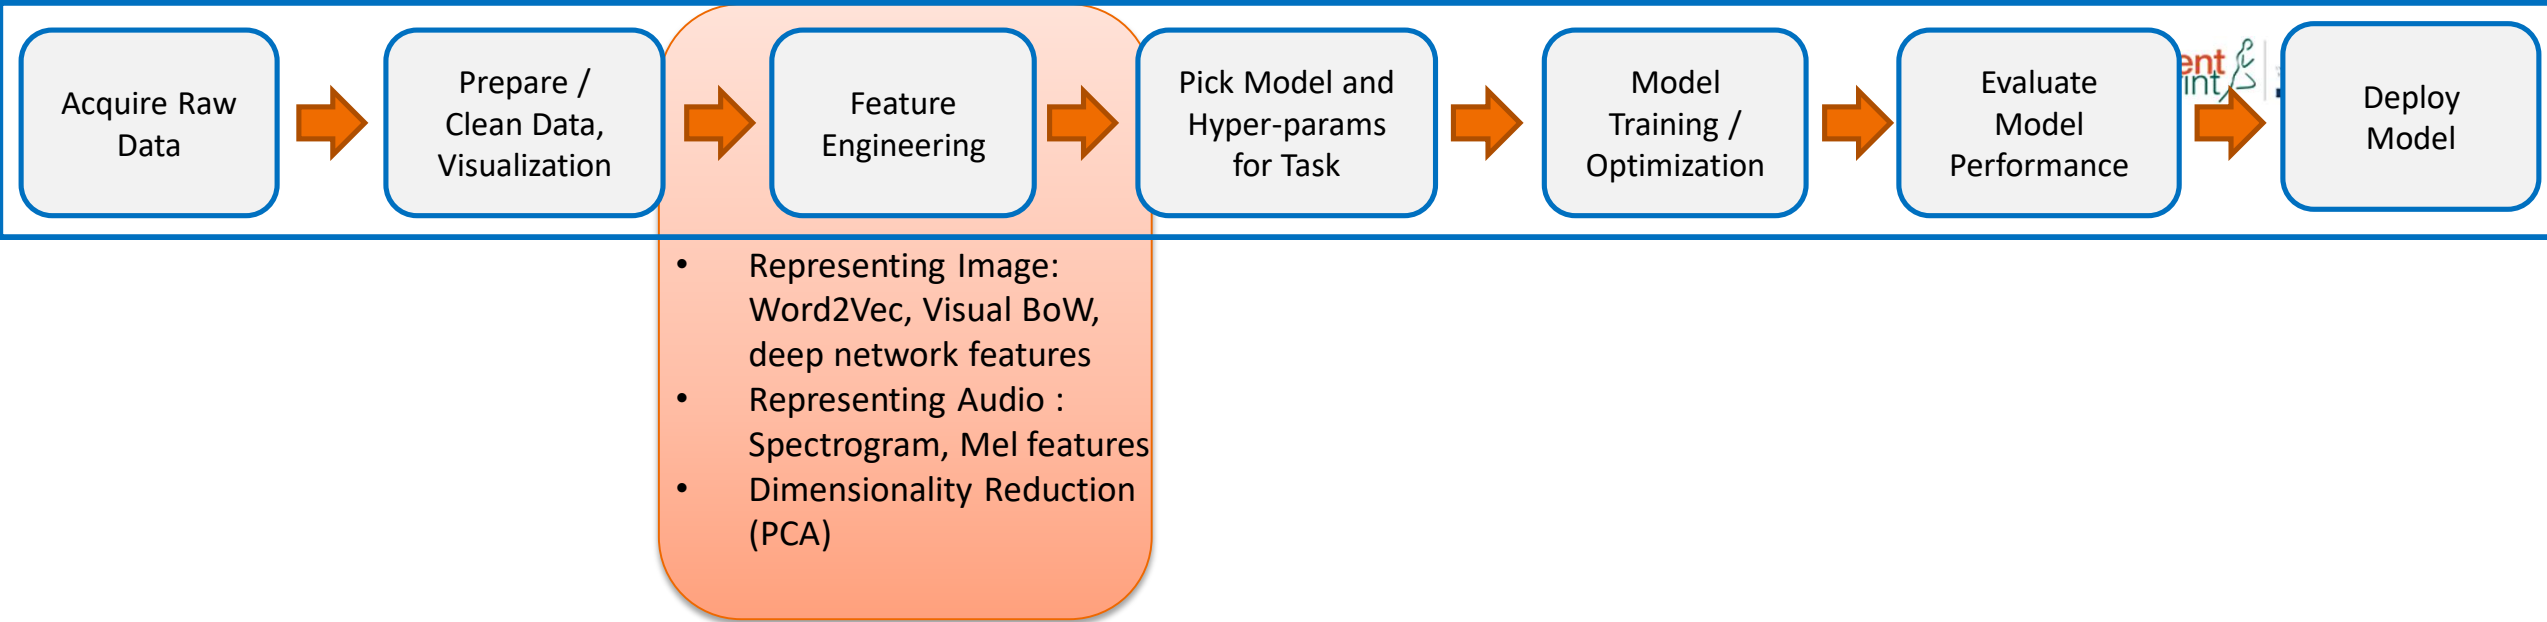 Acquire Raw
Data
Prepare /
Clean Data,
Visualization
Feature
Engineering
Pick Model and
Hyper-params
for Task
Model
Training /
Optimization
Evaluate
Model
Performance
Deploy
Model
• Representing Image:
Word2Vec, Visual BoW,
deep network features
• Representing Audio :
Spectrogram, Mel features
• Dimensionality Reduction
(PCA)